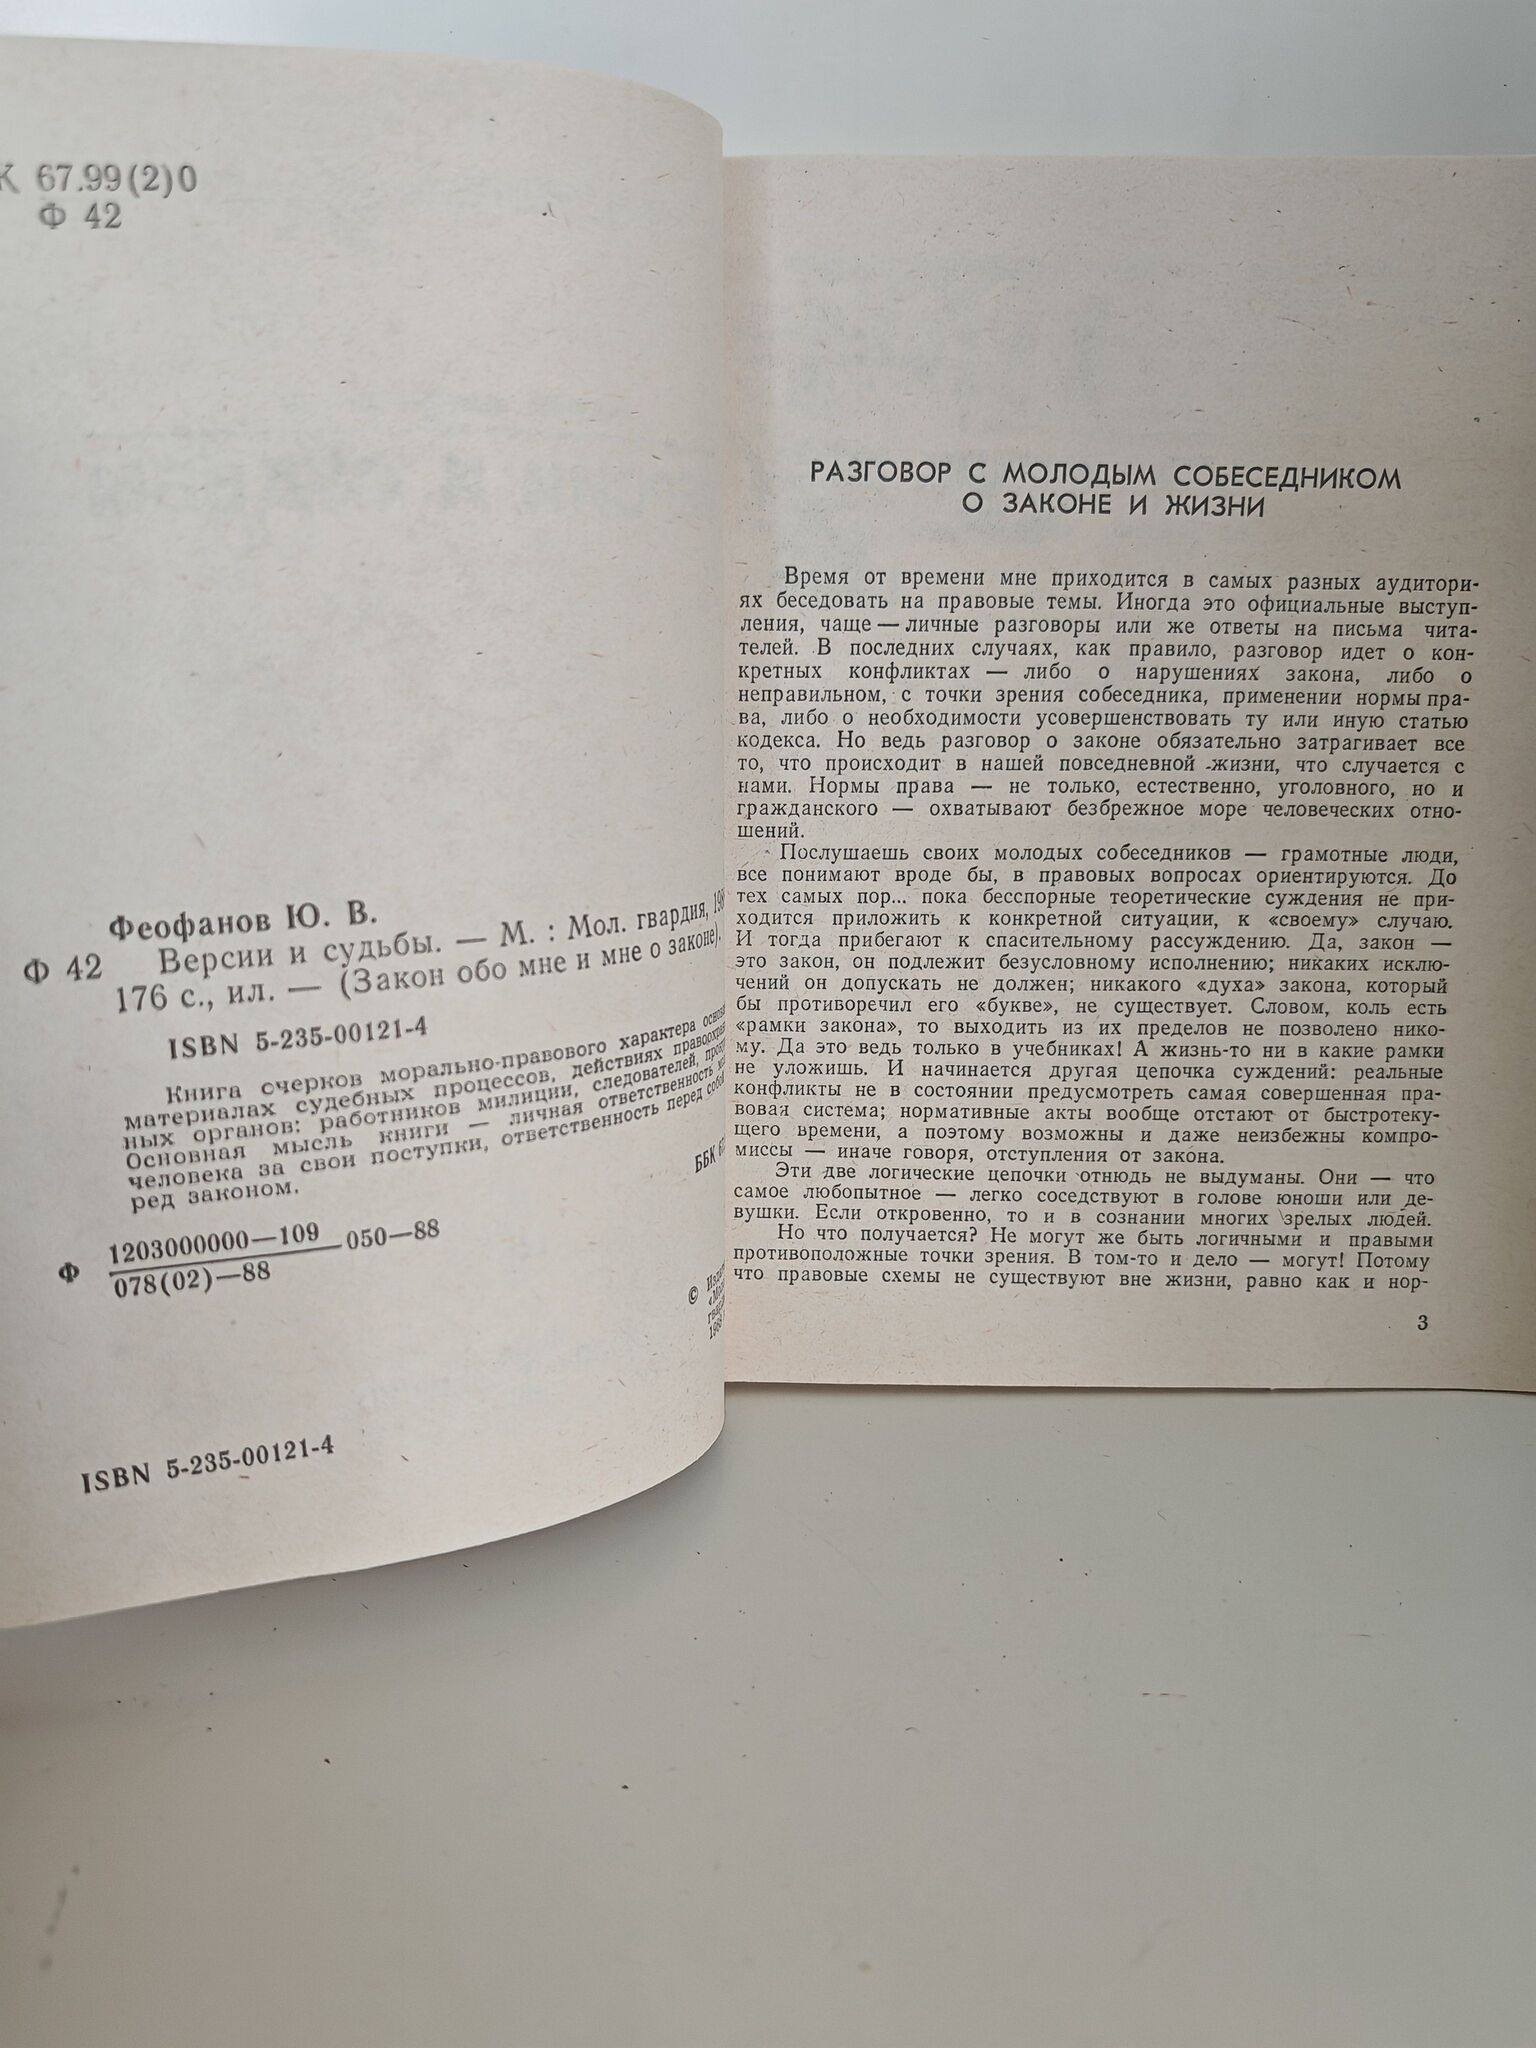 К 67.99(2)0
Ф 42
Феофанов Ю. В.
Ф 42 Версии и судьбы. — М. : Мол. гвардия,
176 с., ил. — (Закон обо мне и мне о законе).
ISBN 5-235-00121-4
Книга очерков морально-правового характера
материалах судебных процессов, действиях
ных органов: работников милиции, следователей,
Основная мысль книги — личная ответственность
человека за свои поступки, ответственность перед
ред законом.
ББК
Ф 1203000000—109 050—88
078(02)—88
©
ISBN 5-235-00121-4
РАЗГОВОР С МОЛОДЫМ СОБЕСЕДНИКОМ
О ЗАКОНЕ И ЖИЗНИ
Время от времени мне приходится в самых разных аудитори-
ях беседовать на правовые темы. Иногда это официальные выступ-
ления, чаще — личные разговоры или же ответы на письма чита-
телей. В последних случаях, как правило, разговор идет о кон-
кретных конфликтах — либо о нарушениях закона, либо о
неправильном, с точки зрения собеседника, применении нормы пра-
ва, либо о необходимости усовершенствовать ту или иную статью
кодекса. Но ведь разговор о законе обязательно затрагивает все
то, что происходит в нашей повседневной жизни, что случается с
нами. Нормы права — не только, естественно, уголовного, но и
гражданского — охватывают безбрежное море человеческих отно-
шений.
Послушаешь своих молодых собеседников — грамотные люди,
все понимают вроде бы, в правовых вопросах ориентируются. До
тех самых пор... пока бесспорные теоретические суждения не при-
ходится приложить к конкретной ситуации, к «своему» случаю.
И тогда прибегают к спасительному рассуждению. Да, закон —
это закон, он подлежит безусловному исполнению; никаких исклю-
чений он допускать не должен; никакого «духа» закона, который
бы противоречил его «букве», не существует. Словом, коль есть
«рамки закона», то выходить из их пределов не позволено нико-
му. Да это ведь только в учебниках! А жизнь-то ни в какие рамки
не уложишь. И начинается другая цепочка суждений: реальные
конфликты не в состоянии предусмотреть самая совершенная пра-
вовая система; нормативные акты вообще отстают от быстротеку-
щего времени, а поэтому возможны и даже неизбежны компро-
миссы — иначе говоря, отступления от закона.
Эти две логические цепочки отнюдь не выдуманы. Они — что
самое любопытное — легко соседствуют в голове юноши или де-
вушки. Если откровенно, то и в сознании многих зрелых людей.
Но что получается? Не могут же быть логичными и правыми
противоположные точки зрения. В том-то и дело — могут! Потому
что правовые схемы не существуют вне жизни, равно как и нор-
3